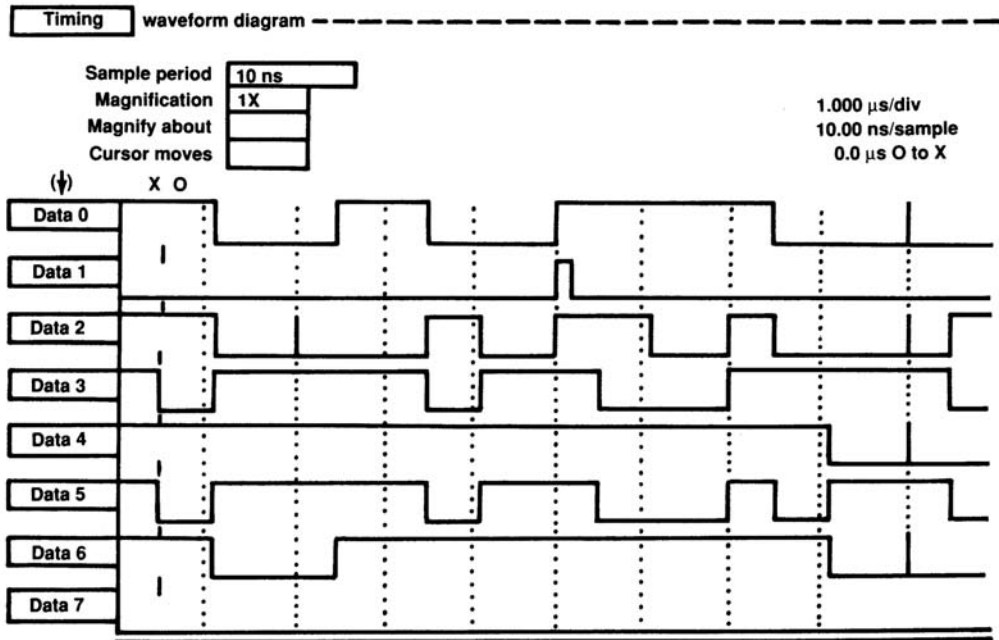 Timing waveform diagram
Sample period 10 ns
Magnification 1X
Magnify about
Cursor moves
1.000 μs/div
10.00 ns/sample
0.0 μs O to X
(↓) X O
Data 0
Data 1
Data 2
Data 3
Data 4
Data 5
Data 6
Data 7